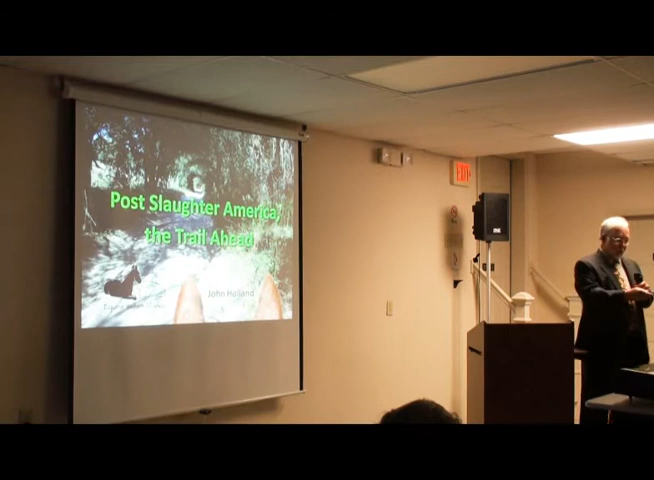 Post Slaughter America,
the Trail Ahead
John Holland
EXIT